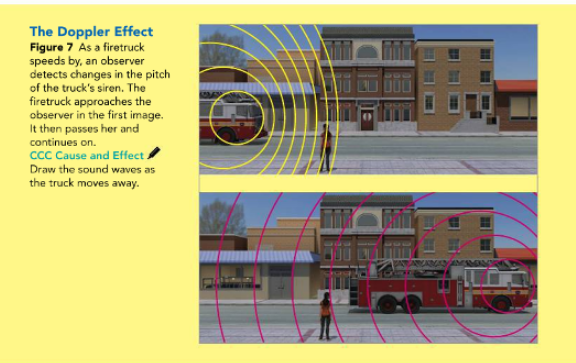 The Doppler Effect
Figure 7 As a firetruck
speeds by, an observer
detects changes in the pitch
of the truck's siren. The
firetruck approaches the
observer in the first image.
It then passes her and
continues on.
CCC Cause and Effect
Draw the sound waves as
the truck moves away.